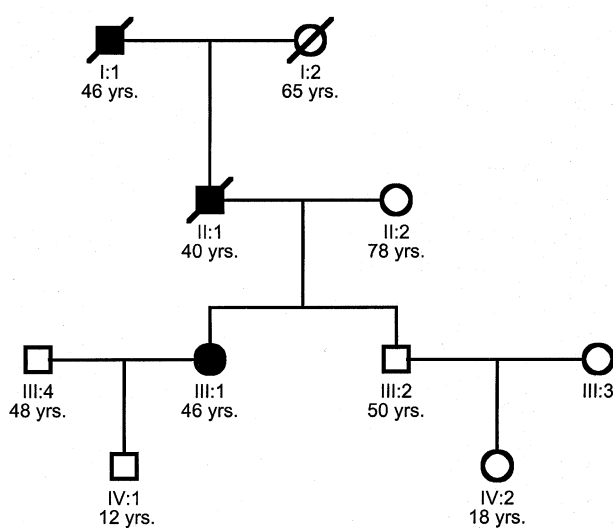 I:1
46 yrs.
I:2
65 yrs.
II:1
40 yrs.
II:2
78 yrs.
III:4
48 yrs.
III:1
46 yrs.
III:2
50 yrs.
III:3
IV:1
12 yrs.
IV:2
18 yrs.